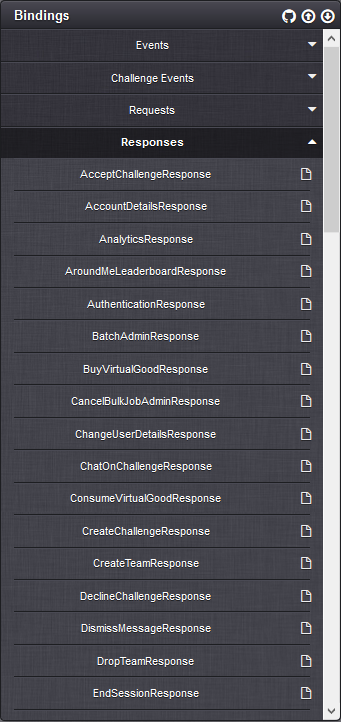 Bindings
Events
Challenge Events
Requests
Responses
AcceptChallengeResponse
AccountDetailsResponse
AnalyticsResponse
AroundMeLeaderboardResponse
AuthenticationResponse
BatchAdminResponse
BuyVirtualGoodResponse
CancelBulkJobAdminResponse
ChangeUserDetailsResponse
ChatOnChallengeResponse
ConsumeVirtualGoodResponse
CreateChallengeResponse
CreateTeamResponse
DeclineChallengeResponse
DismissMessageResponse
DropTeamResponse
EndSessionResponse